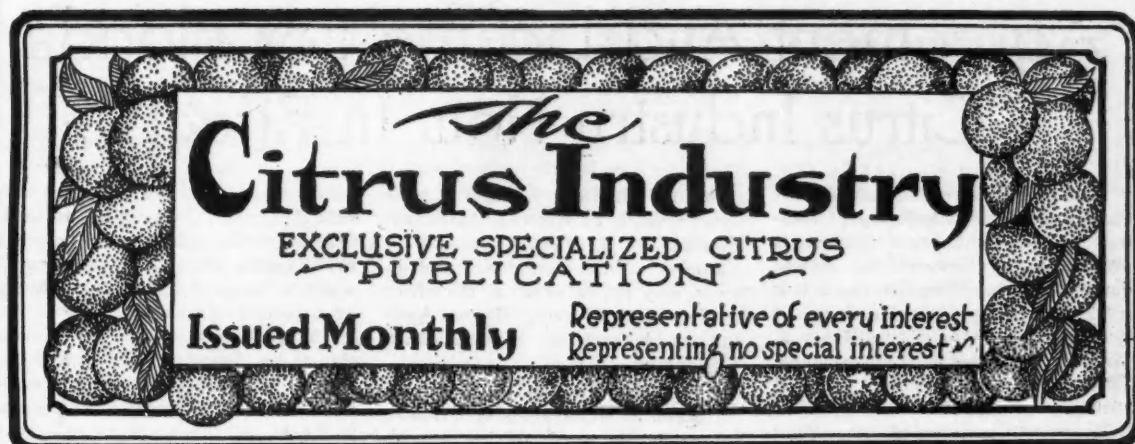 The
Citrus Industry
EXCLUSIVE SPECIALIZED CITRUS
PUBLICATION
Issued Monthly
Representative of every interest
Representing no special interest